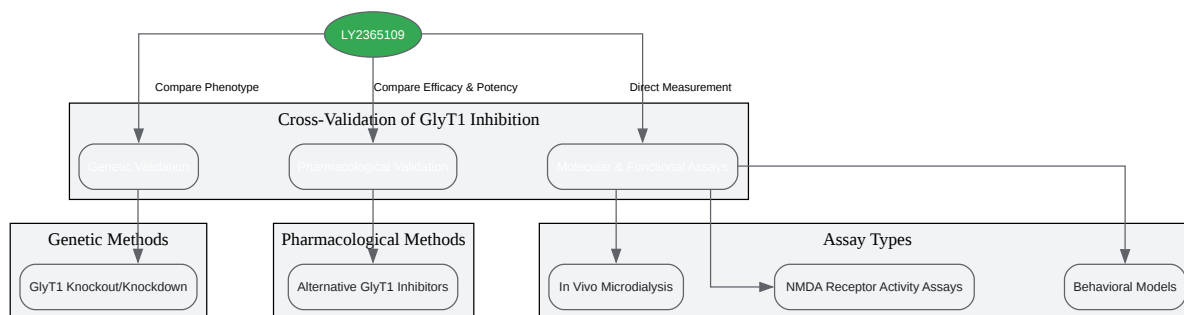 LY2365109
Compare Phenotype
Compare Efficacy & Potency
Direct Measurement
Cross-Validation of GlyT1 Inhibition
Genetic Validation
Pharmacological Validation
Molecular & Functional Assays
Genetic Methods
Pharmacological Methods
Assay Types
GlyT1 Knockout/Knockdown
Alternative GlyT1 Inhibitors
In Vivo Microdialysis
NMDA Receptor Activity Assays
Behavioral Models